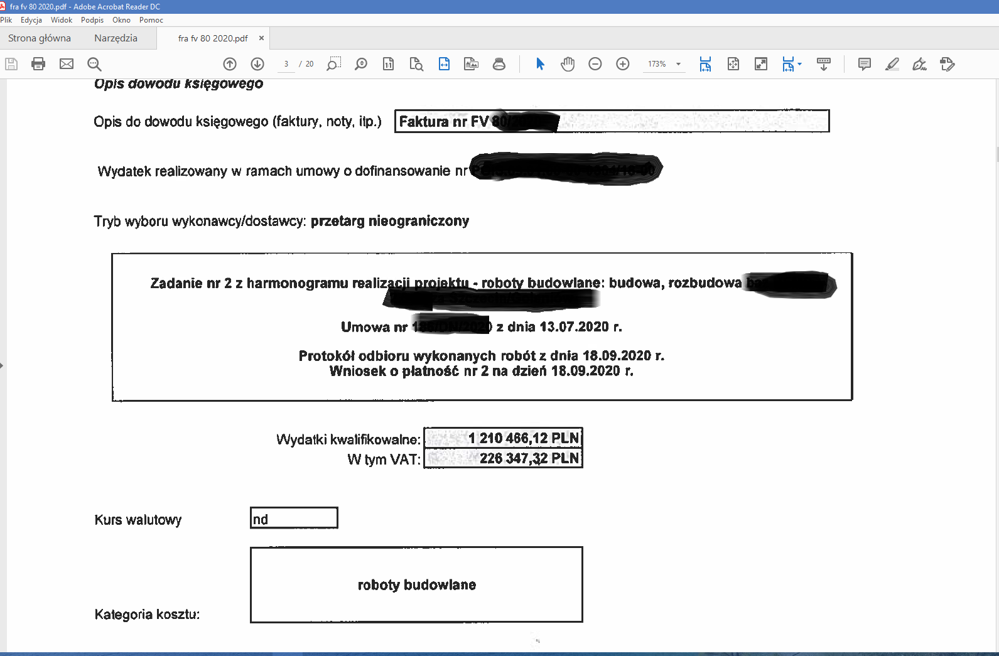 fra fv 80 2020.pdf - Adobe Acrobat Reader DC
Plik Edycja Widok Podpis Okno Pomoc
Strona główna Narzędzia fra fv 80 2020.pdf ×
3 / 20 173%
Opis dowodu księgowego
Opis do dowodu księgowego (faktury, noty, itp.) Faktura nr FV 80/
Wydatek realizowany w ramach umowy o dofinansowanie nr
Tryb wyboru wykonawcy/dostawcy: przetarg nieograniczony
Zadanie nr 2 z harmonogramu realizacji projektu - roboty budowlane: budowa, rozbudowa
Umowa nr z dnia 13.07.2020 r.
Protokół odbioru wykonanych robót z dnia 18.09.2020 r.
Wniosek o płatność nr 2 na dzień 18.09.2020 r.
Wydatki kwalifikowalne: 1 210 466,12 PLN
W tym VAT: 226 347,32 PLN
Kurs walutowy nd
roboty budowlane
Kategoria kosztu: